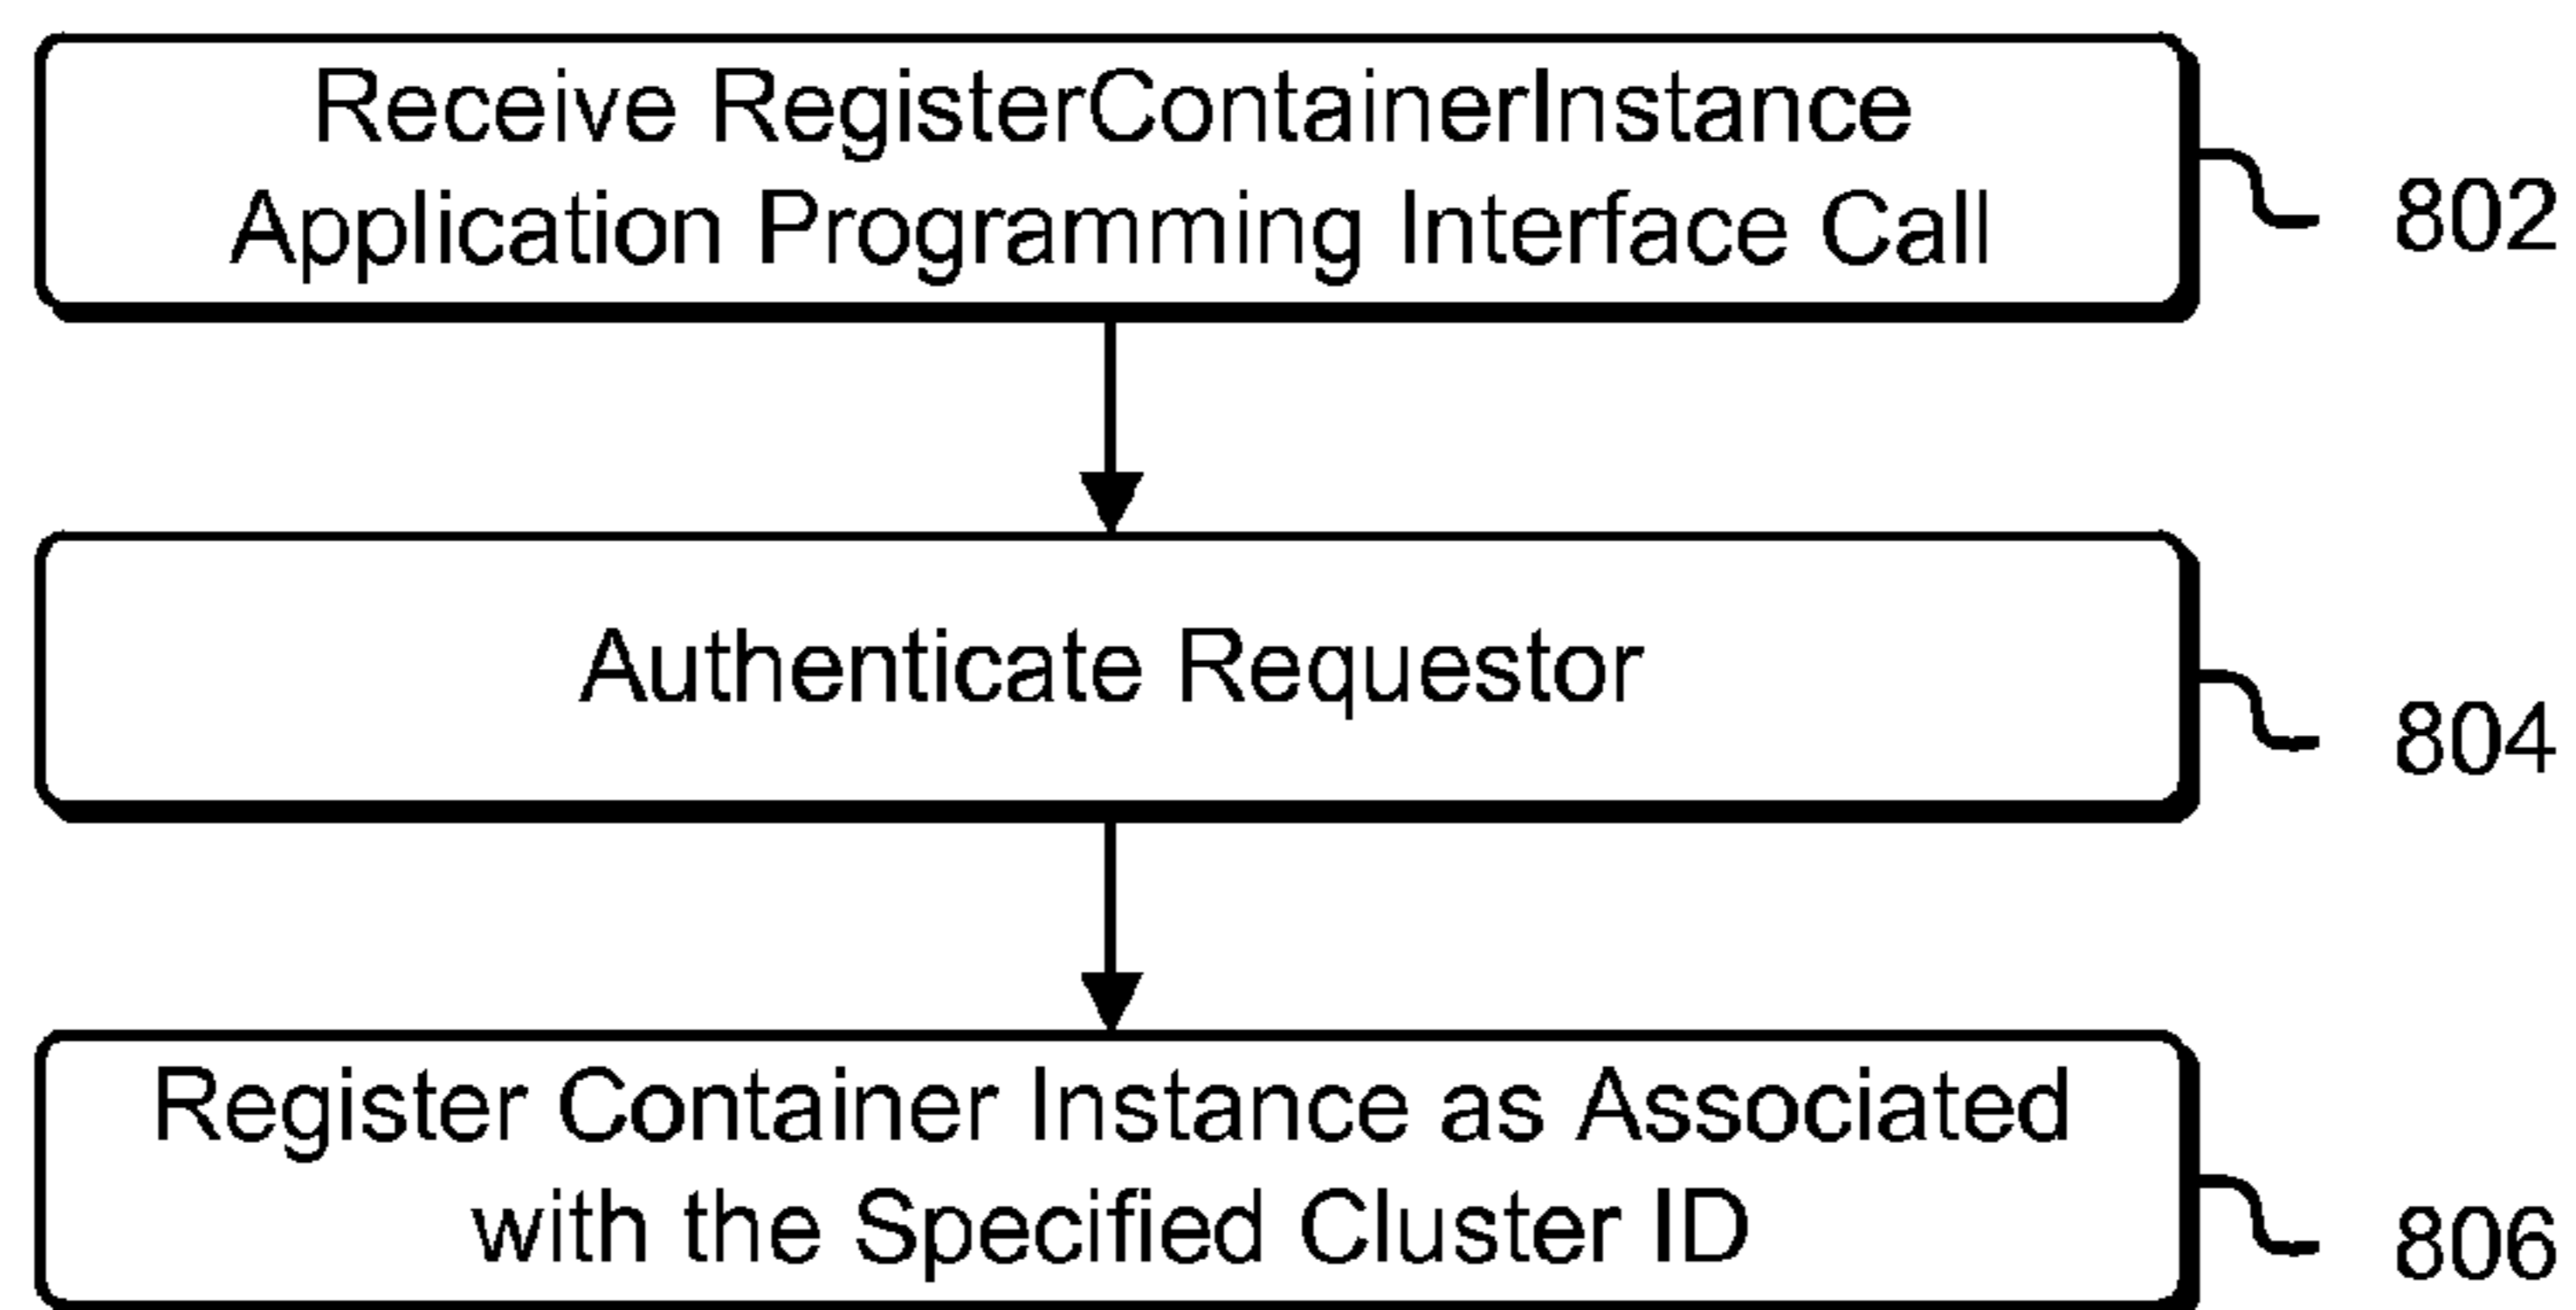 Receive RegisterContainerInstance
Application Programming Interface Call
802
Authenticate Requestor
804
Register Container Instance as Associated
with the Specified Cluster ID
806